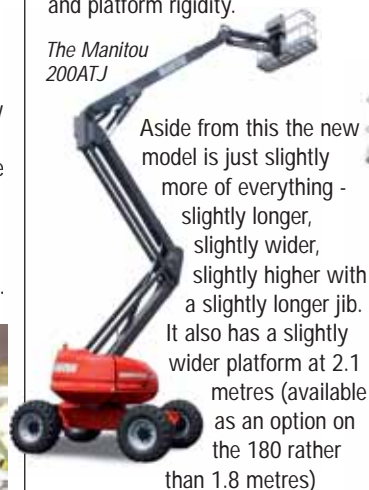 and platform rigidity.
The Manitou
200ATJ
Aside from this the new
model is just slightly
more of everything -
slightly longer,
slightly wider,
slightly higher with
a slightly longer jib.
It also has a slightly
wider platform at 2.1
metres (available
as an option on
the 180 rather
than 1.8 metres)